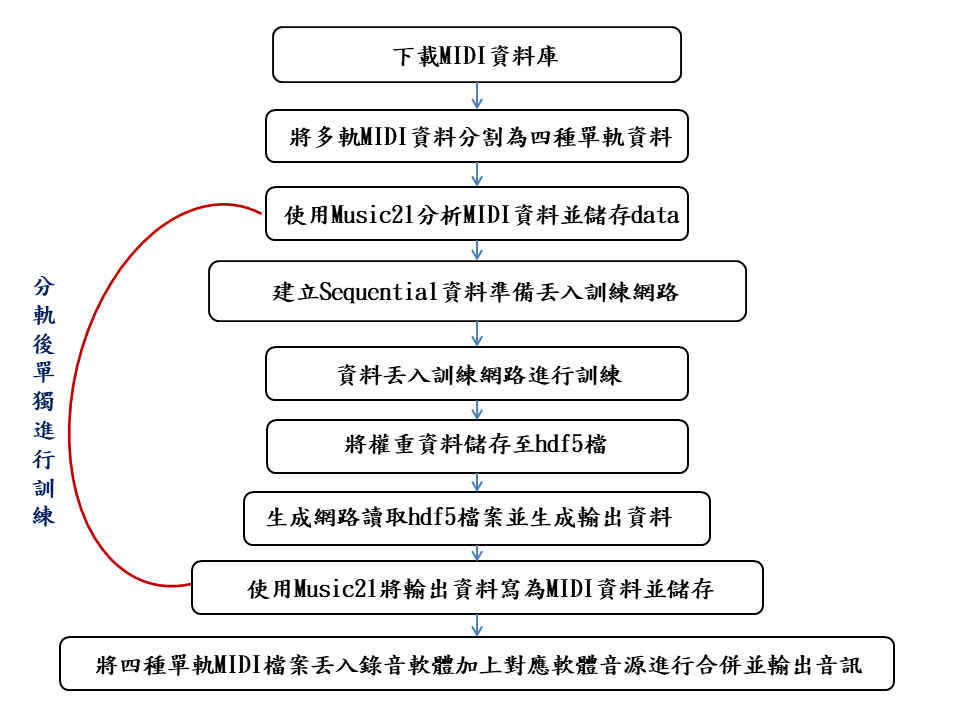 下載MIDI資料庫
將多軌MIDI資料分割為四種單軌資料
使用Music21分析MIDI資料並儲存data
建立Sequential資料準備丟入訓練網路
資料丟入訓練網路進行訓練
將權重資料儲存至hdf5檔
生成網路讀取hdf5檔案並生成輸出資料
使用Music21將輸出資料寫為MIDI資料並儲存
將四種單軌MIDI檔案丟入錄音軟體加上對應軟體音源進行合併並輸出音訊
分軌後單獨進行訓練